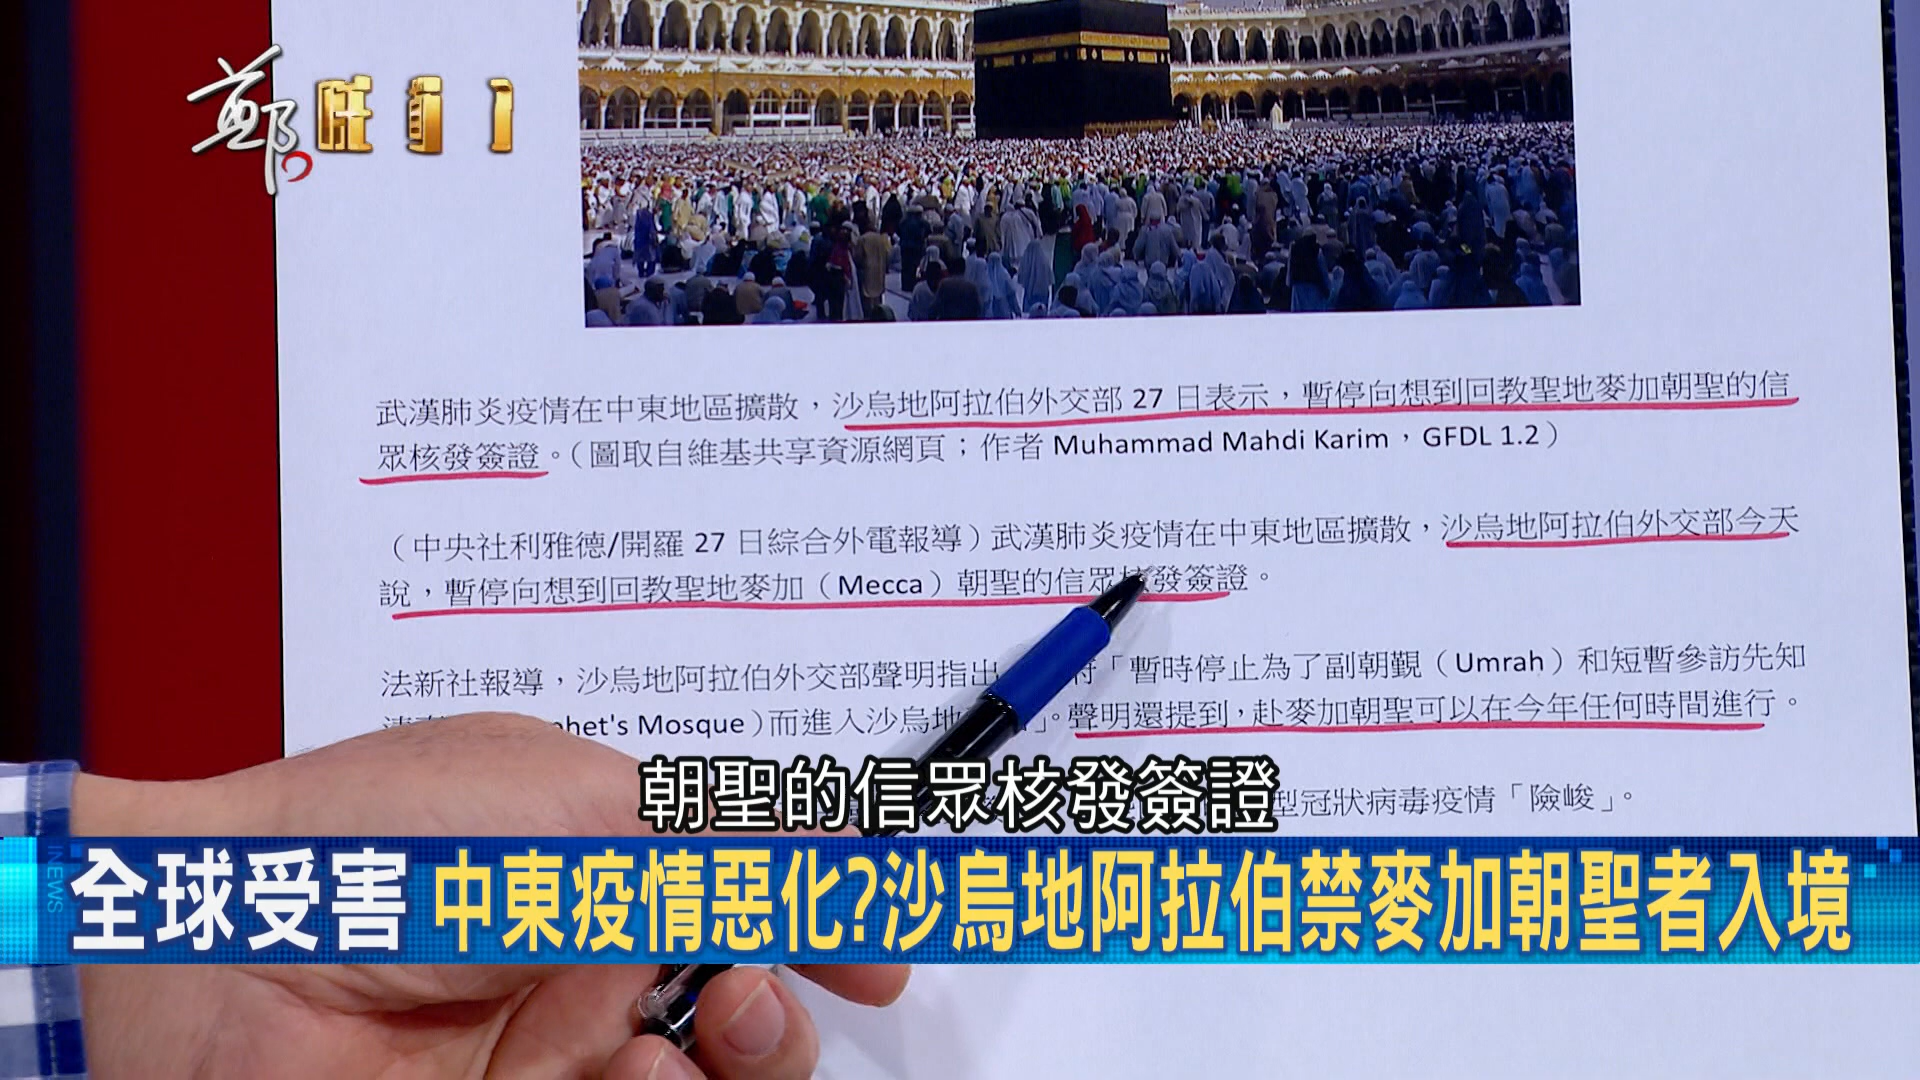 鄭
武漢肺炎疫情在中東地區擴散，沙烏地阿拉伯外交部 27 日表示，暫停向想到回教聖地麥加朝聖的信
眾核發簽證。（圖取自維基共享資源網頁；作者 Muhammad Mahdi Karim，GFDL 1.2）
（中央社利雅德/開羅 27 日綜合外電報導）武漢肺炎疫情在中東地區擴散，沙烏地阿拉伯外交部今天
說，暫停向想到回教聖地麥加（Mecca）朝聖的信眾核發簽證。
法新社報導，沙烏地阿拉伯外交部聲明指出 「暫時停止為了副朝覲（Umrah）和短暫參訪先知
het's Mosque）而進入沙烏地 」。聲明還提到，赴麥加朝聖可以在今年任何時間進行。
型冠狀病毒疫情「險峻」。
朝聖的信眾核發簽證
INEWS
全球受害 中東疫情惡化?沙烏地阿拉伯禁麥加朝聖者入境